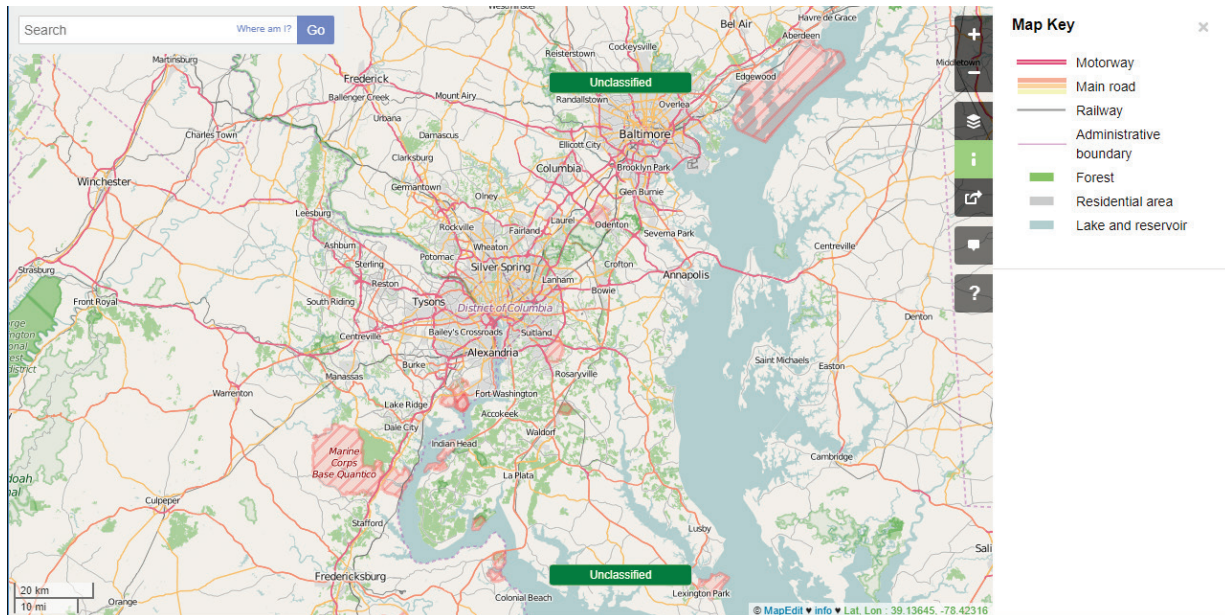 Search
Where am I?
Go
Map Key
Motorway
Main road
Railway
Administrative
boundary
Forest
Residential area
Lake and reservoir
Unclassified
Havre de Grace
Bel Air
Aberdeen
Middletown
Cockeysville
Reisterstown
Martinsburg
Edgewood
Frederick
Ballenger Creek
Mount Airy
Randallstown
Overlea
Urbana
Baltimore
Charles Town
Damascus
Ellicott City
Clarksburg
Columbia
Brooklyn Park
Winchester
Germantown
Olney
Glen Burnie
Leesburg
Laurel
Odenton
Rockville
Fairland
Severna Park
Ashburn
Wheaton
Centreville
Sterling
Potomac
Silver Spring
Crofton
Strasburg
Reston
Lanham
Annapolis
Bowie
Front Royal
South Riding
Tysons
District of Columbia
Denton
Centreville
Bailey's Crossroads
Suitland
Alexandria
Saint Michaels
Easton
Burke
Manassas
Rosaryville
Warrenton
Fort Washington
Lake Ridge
Accokeek
Dale City
Waldorf
Indian Head
Marine
Corps
Base Quantico
Cambridge
La Plata
Culpeper
Stafford
Lusby
Sali
Fredericksburg
Unclassified
Colonial Beach
Lexington Park
Orange
20 km
10 mi
© MapEdit ♥ info ♥ Lat, Lon : 39.13645, -78.42316